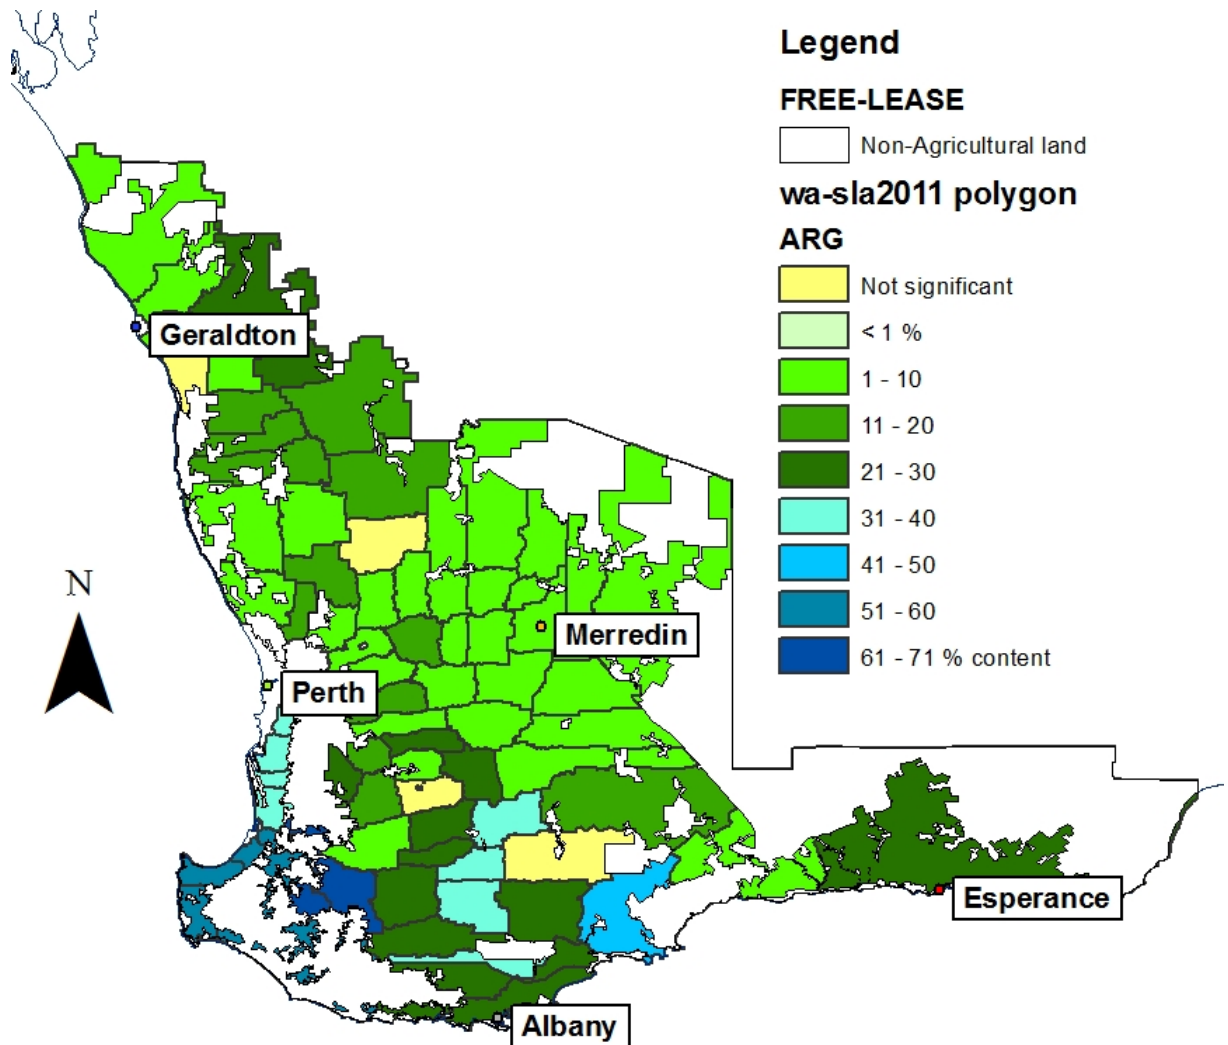 Legend
FREE-LEASE
Non-Agricultural land
wa-sla2011 polygon
ARG
Not significant
< 1 %
1 - 10
11 - 20
21 - 30
31 - 40
41 - 50
51 - 60
61 - 71 % content
Geraldton
N
Merredin
Perth
Esperance
Albany